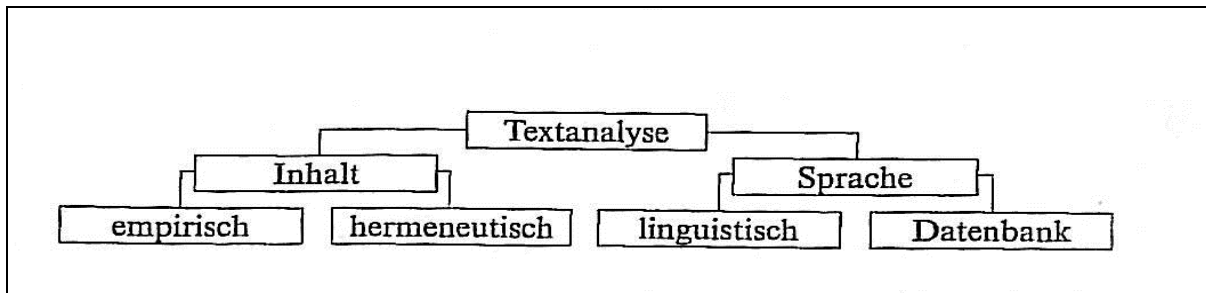 Textanalyse
Inhalt
Sprache
empirisch
hermeneutisch
linguistisch
Datenbank